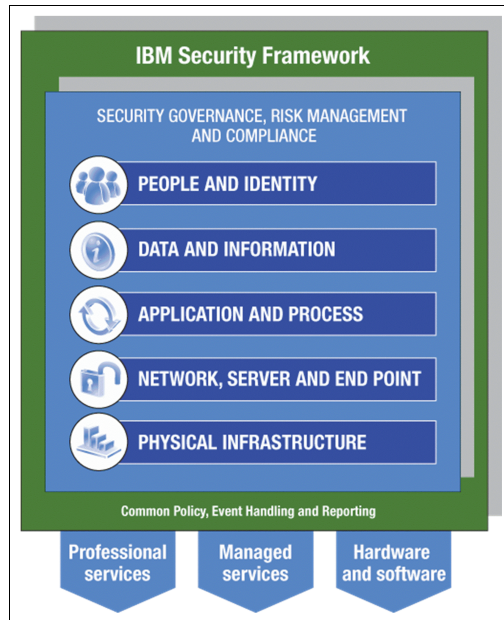 IBM Security Framework
SECURITY GOVERNANCE, RISK MANAGEMENT
AND COMPLIANCE
PEOPLE AND IDENTITY
DATA AND INFORMATION
APPLICATION AND PROCESS
NETWORK, SERVER AND END POINT
PHYSICAL INFRASTRUCTURE
Common Policy, Event Handling and Reporting
Professional
services
Managed
services
Hardware
and software